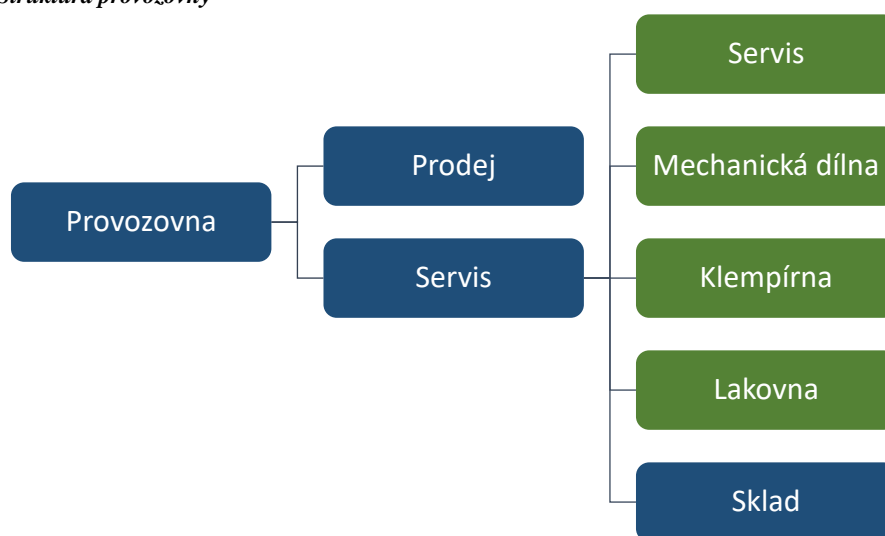 Struktura provozovny
Provozovna
Prodej
Servis
Servis
Mechanická dílna
Klempírna
Lakovna
Sklad